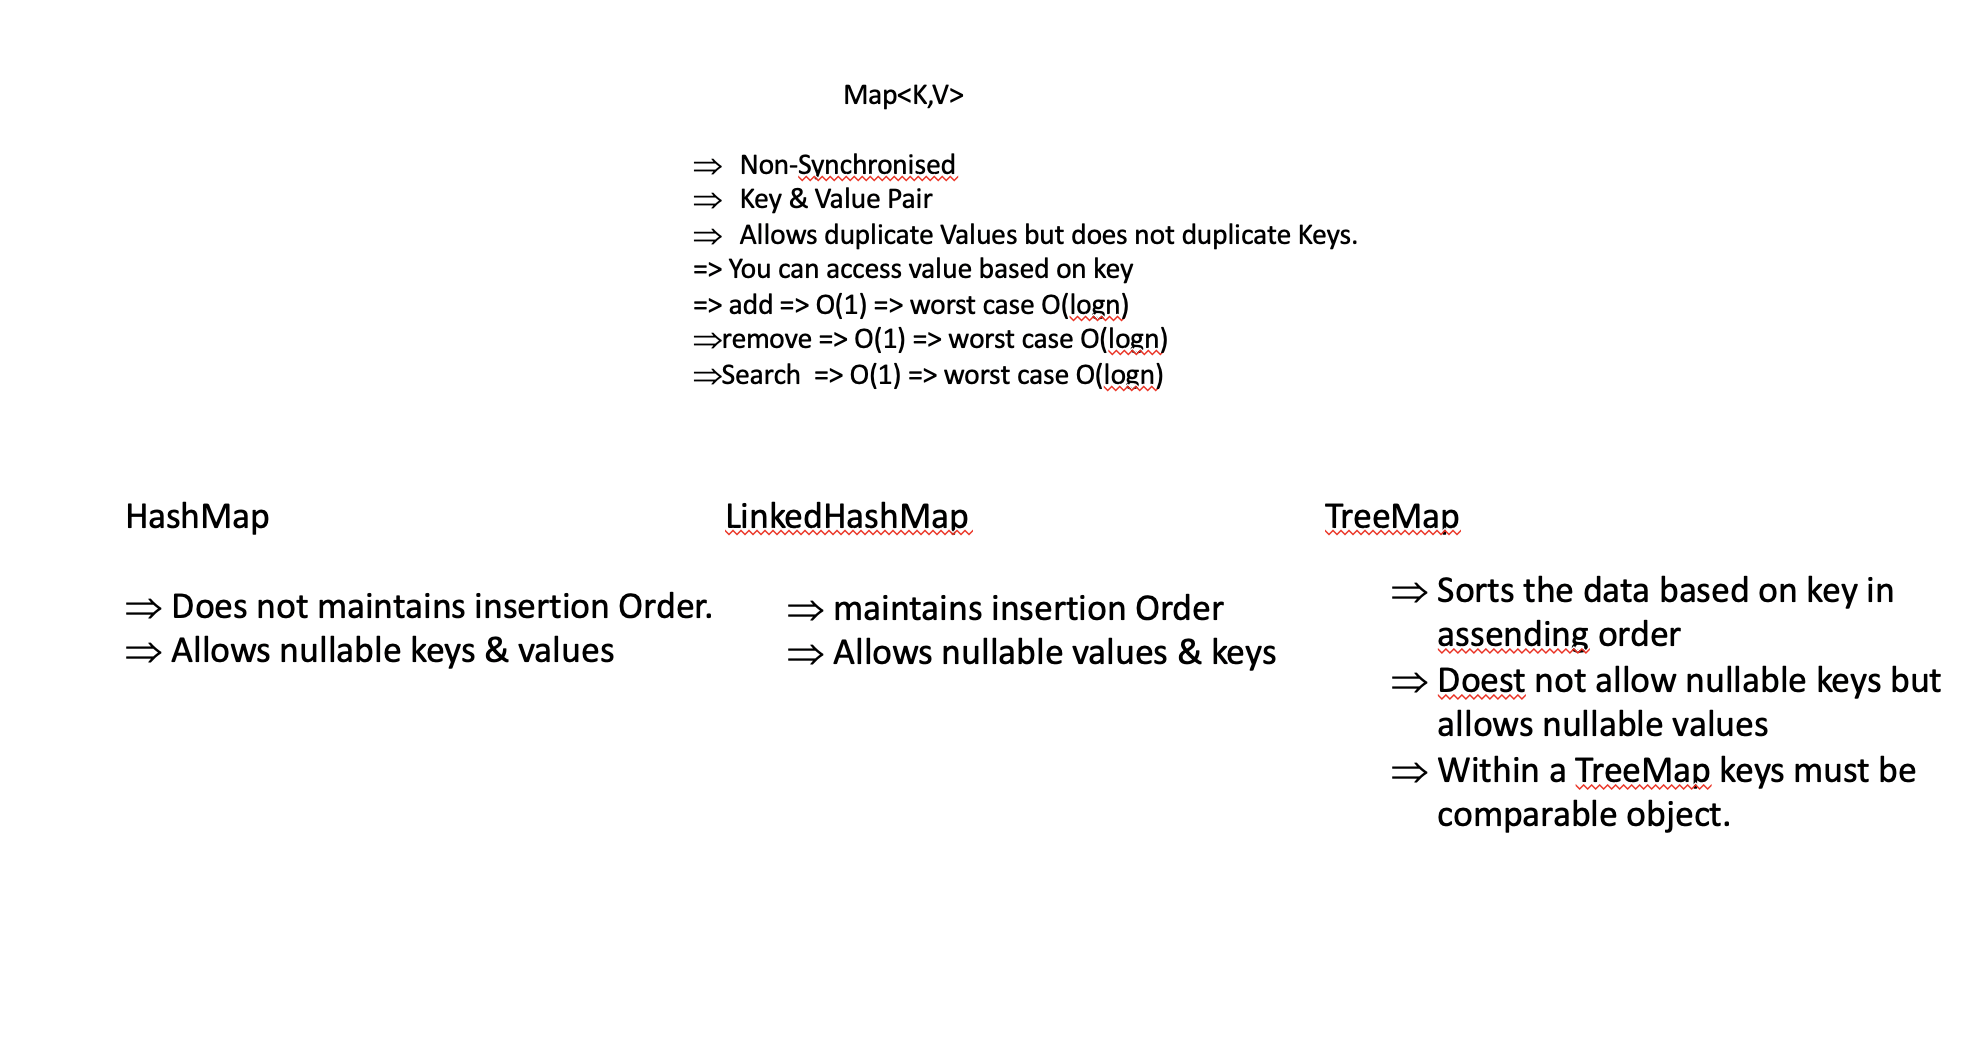 Map<K,V>
⇒ Non-Synchronised
⇒ Key & Value Pair
⇒ Allows duplicate Values but does not duplicate Keys.
=> You can access value based on key
=> add => O(1) => worst case O(logn)
⇒remove => O(1) => worst case O(logn)
⇒Search => O(1) => worst case O(logn)
HashMap
⇒ Does not maintains insertion Order.
⇒ Allows nullable keys & values
LinkedHashMap
⇒ maintains insertion Order
⇒ Allows nullable values & keys
TreeMap
⇒ Sorts the data based on key in
assending order
⇒ Doest not allow nullable keys but
allows nullable values
⇒ Within a TreeMap keys must be
comparable object.